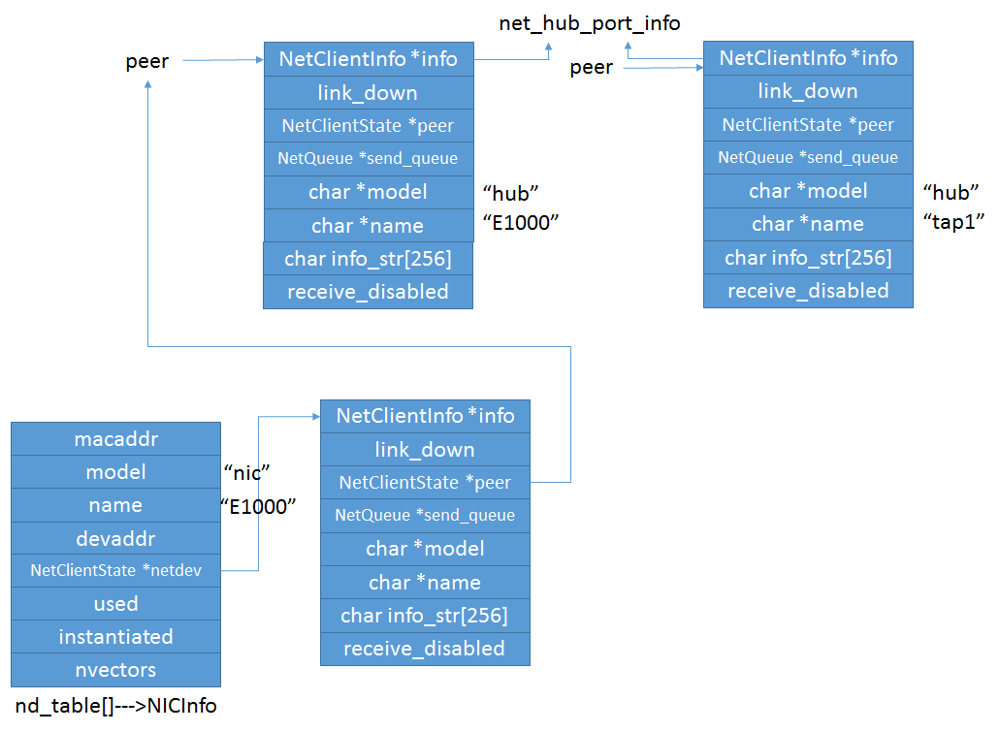 net_hub_port_info
peer
NetClientInfo *info
link_down
NetClientState *peer
NetQueue *send_queue
char *model
“hub”
char *name
“E1000”
char info_str[256]
receive_disabled
peer
NetClientInfo *info
link_down
NetClientState *peer
NetQueue *send_queue
char *model
“hub”
char *name
“tap1”
char info_str[256]
receive_disabled
macaddr
model
“nic”
name
“E1000”
devaddr
NetClientState *netdev
used
instantiated
nvectors
nd_table[]--->NICInfo
NetClientInfo *info
link_down
NetClientState *peer
NetQueue *send_queue
char *model
char *name
char info_str[256]
receive_disabled